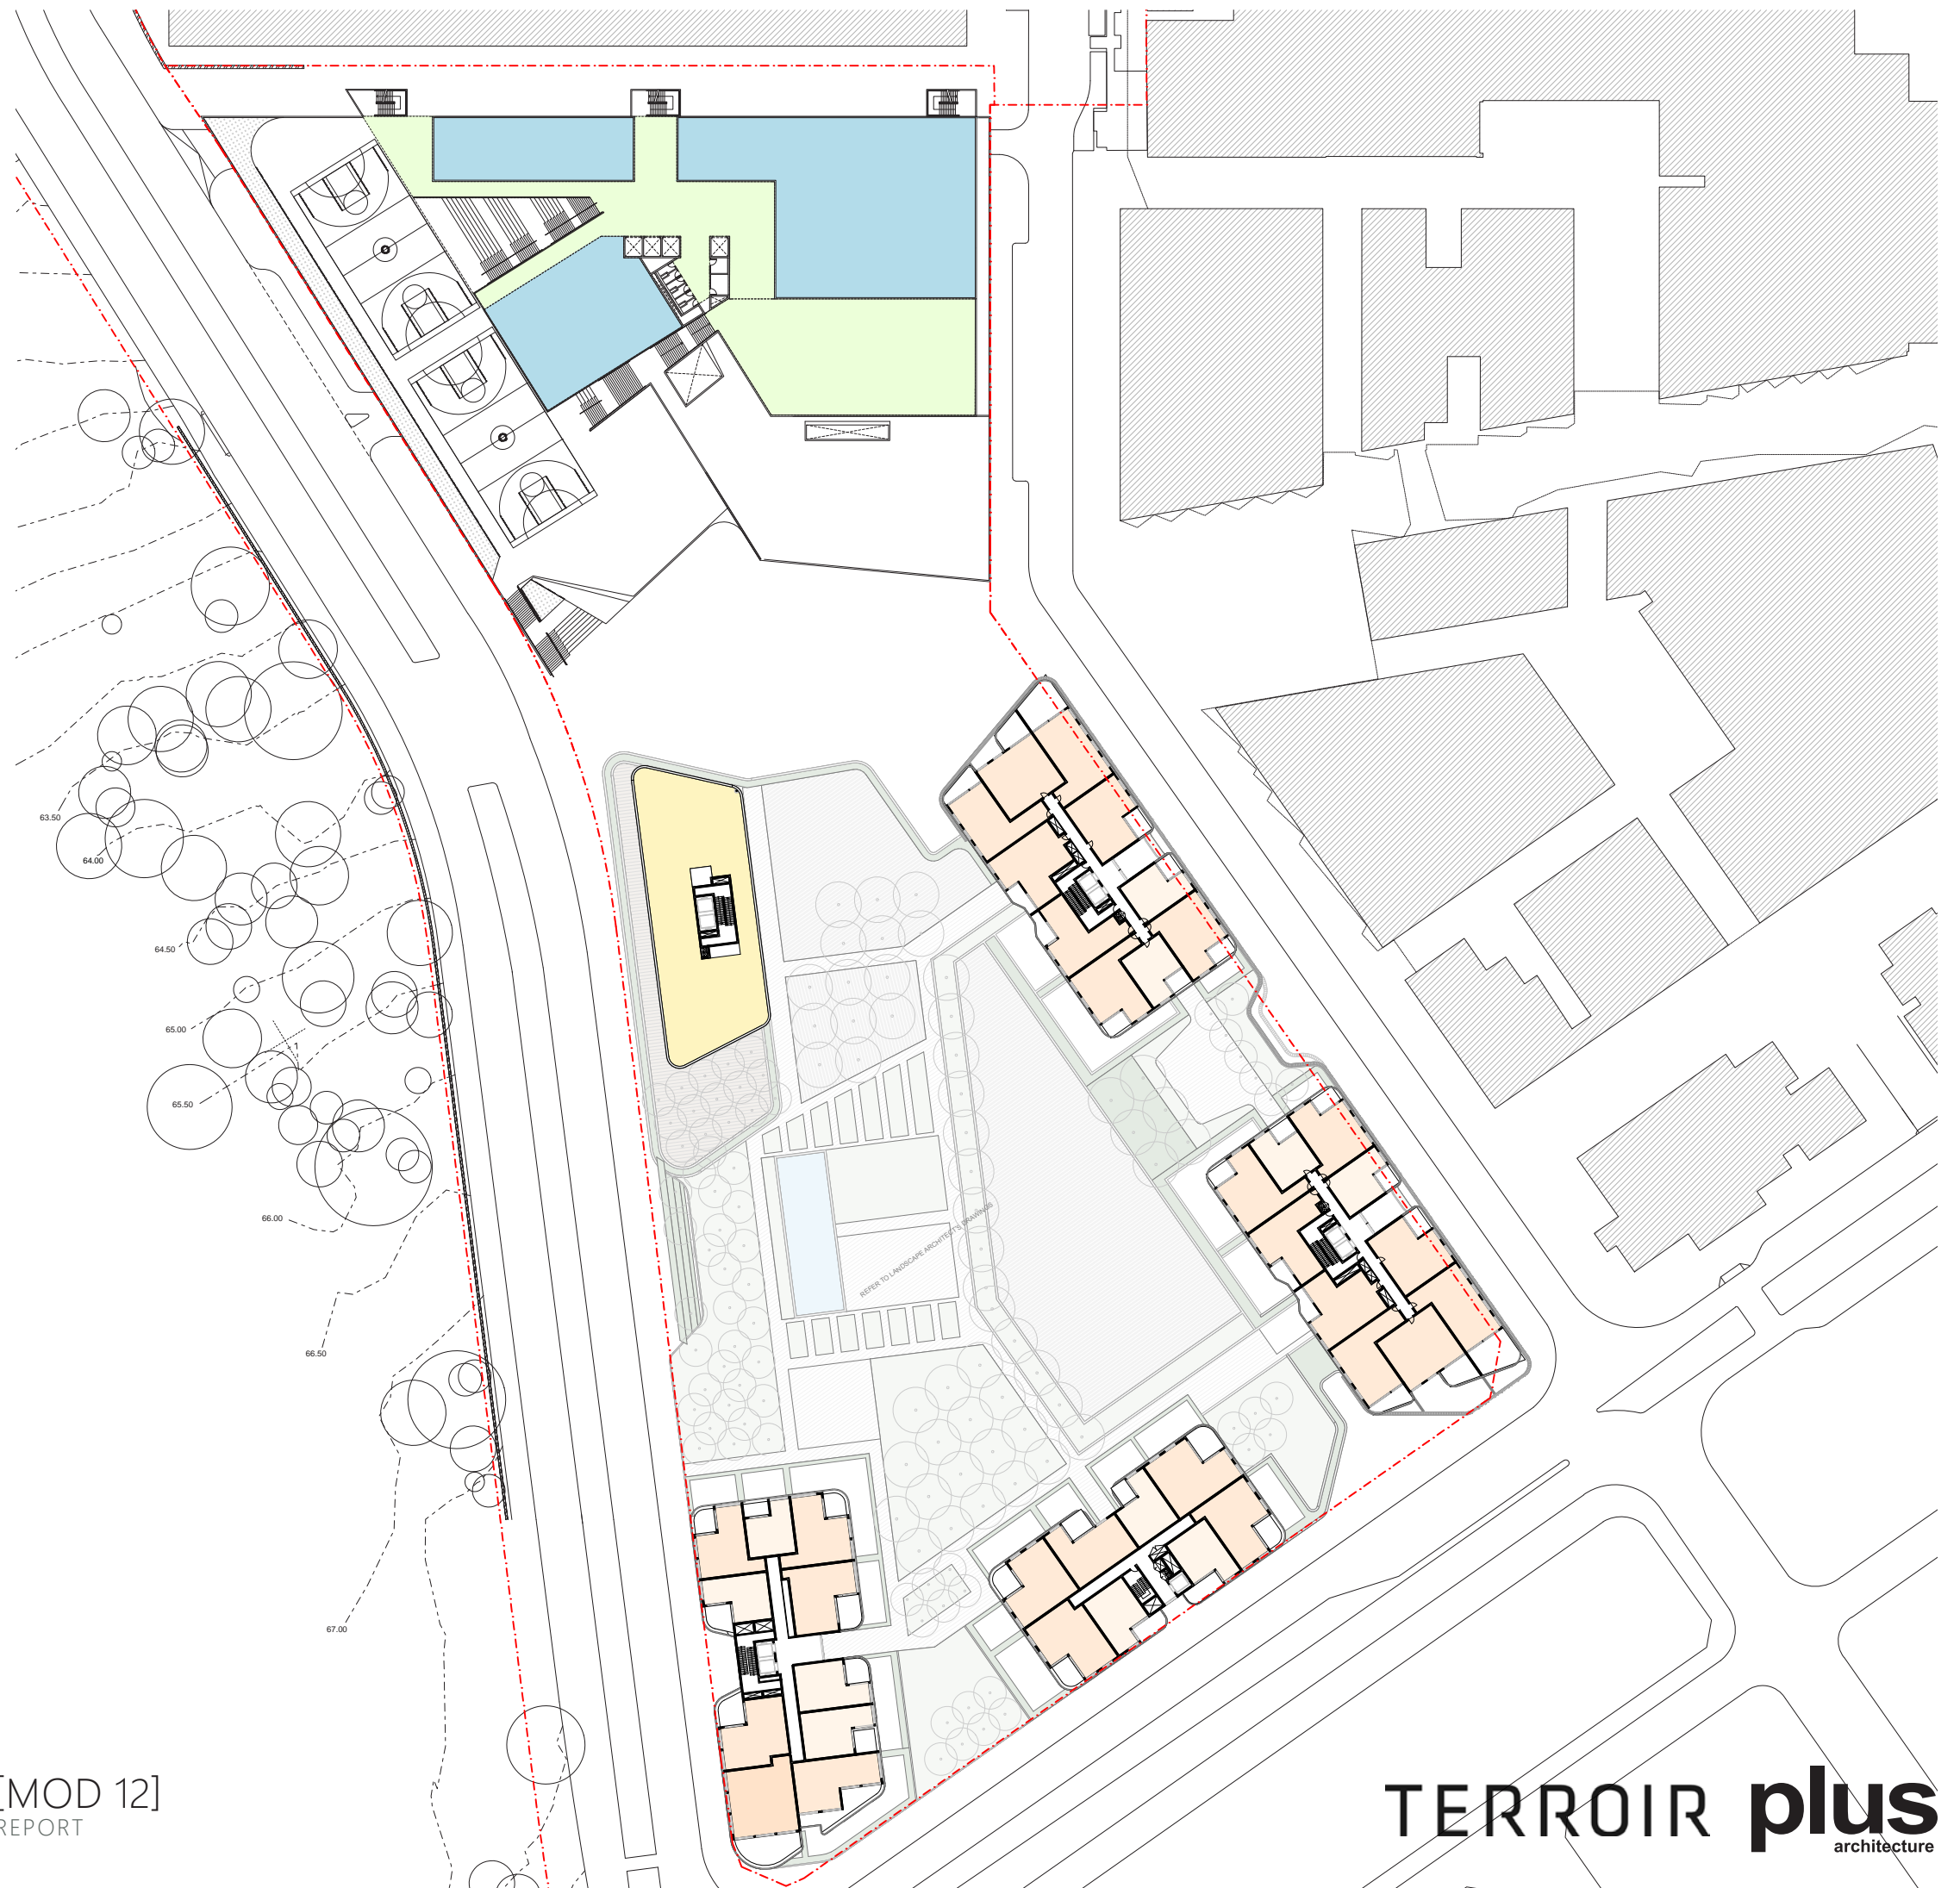 63.50
64.00
64.50
65.00
65.50
66.00
66.50
67.00
REFER TO LANDSCAPE ARCHITECTS DRAWINGS
[MOD 12]
REPORT
TERROIR
plus
architecture